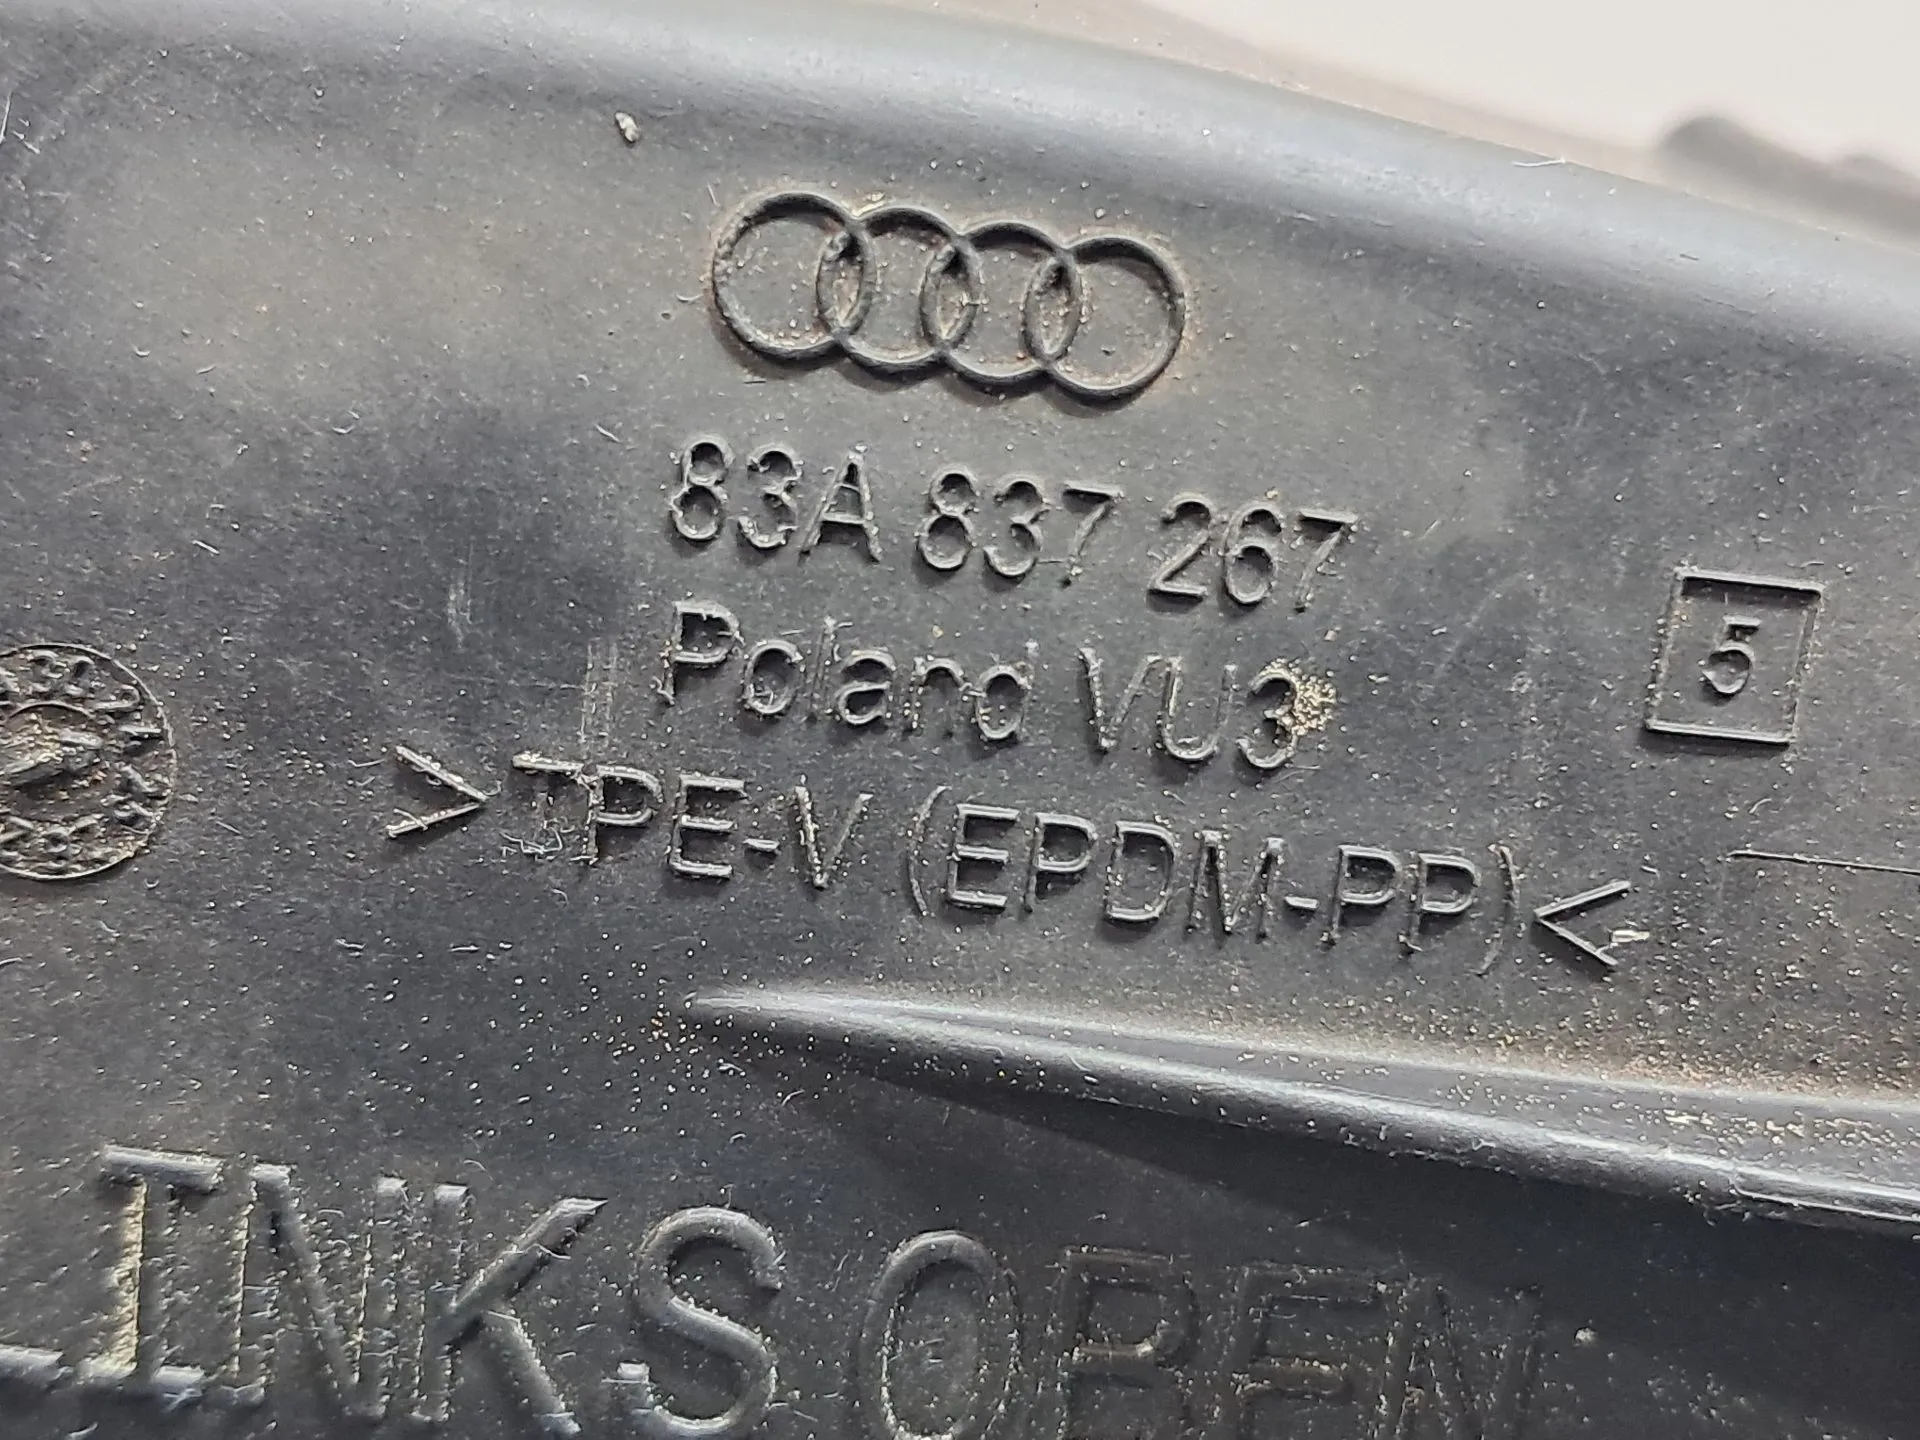 83A 837 267
Poland VU3
5
>TPE-V (EPDM-PP)<
LINKS OBEN